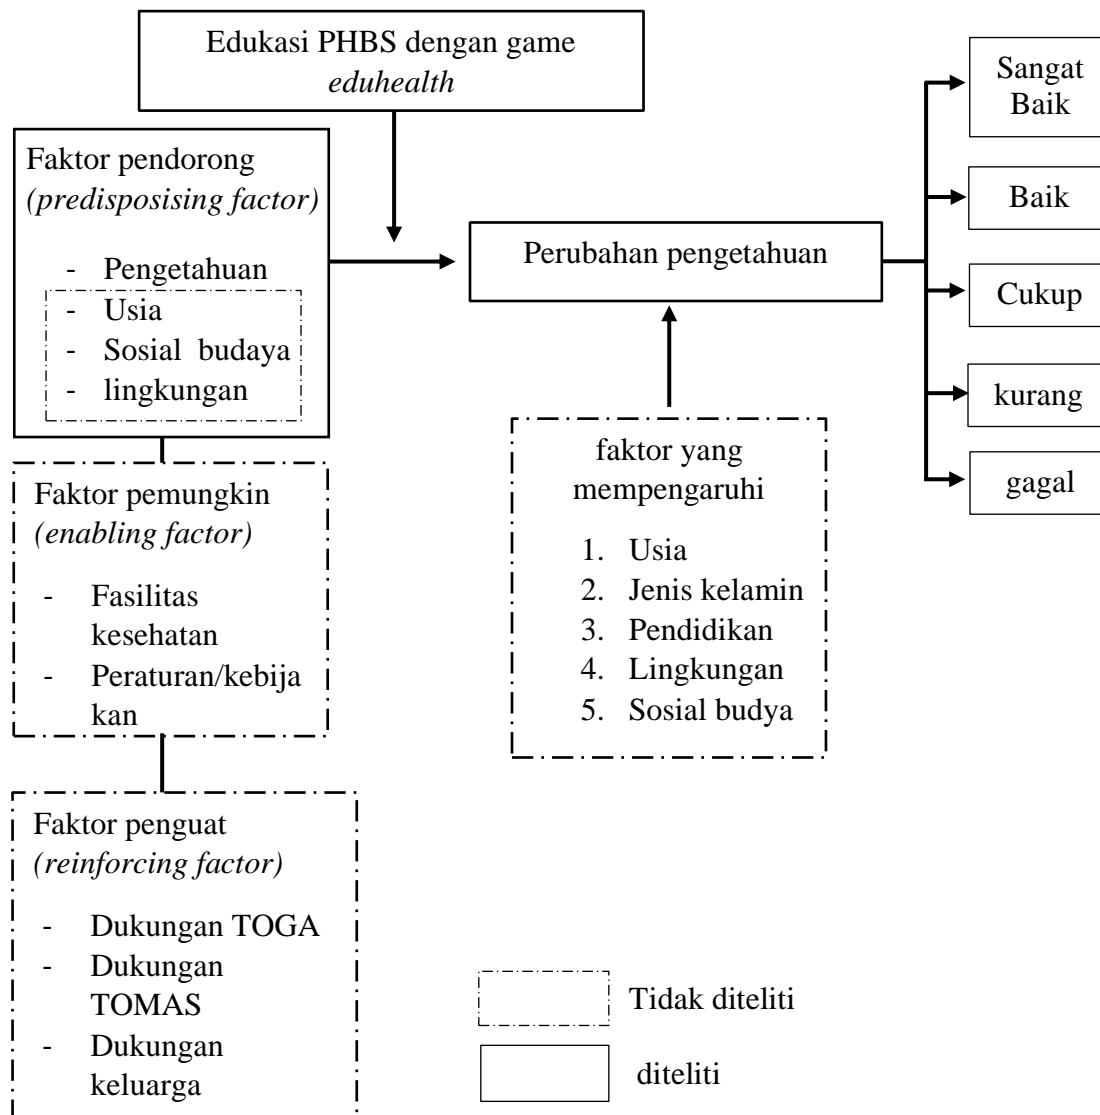 Edukasi PHBS dengan game
eduhealth
Faktor pendorong
(predisposising factor)
- Pengetahuan
- Usia
- Sosial budaya
- lingkungan
Faktor pemungkin
(enabling factor)
- Fasilitas
kesehatan
- Peraturan/kebija
kan
Faktor penguat
(reinforcing factor)
- Dukungan TOGA
- Dukungan
TOMAS
- Dukungan
keluarga
Perubahan pengetahuan
faktor yang
mempengaruhi
1. Usia
2. Jenis kelamin
3. Pendidikan
4. Lingkungan
5. Sosial budya
Sangat
Baik
Baik
Cukup
kurang
gagal
Tidak diteliti
diteliti